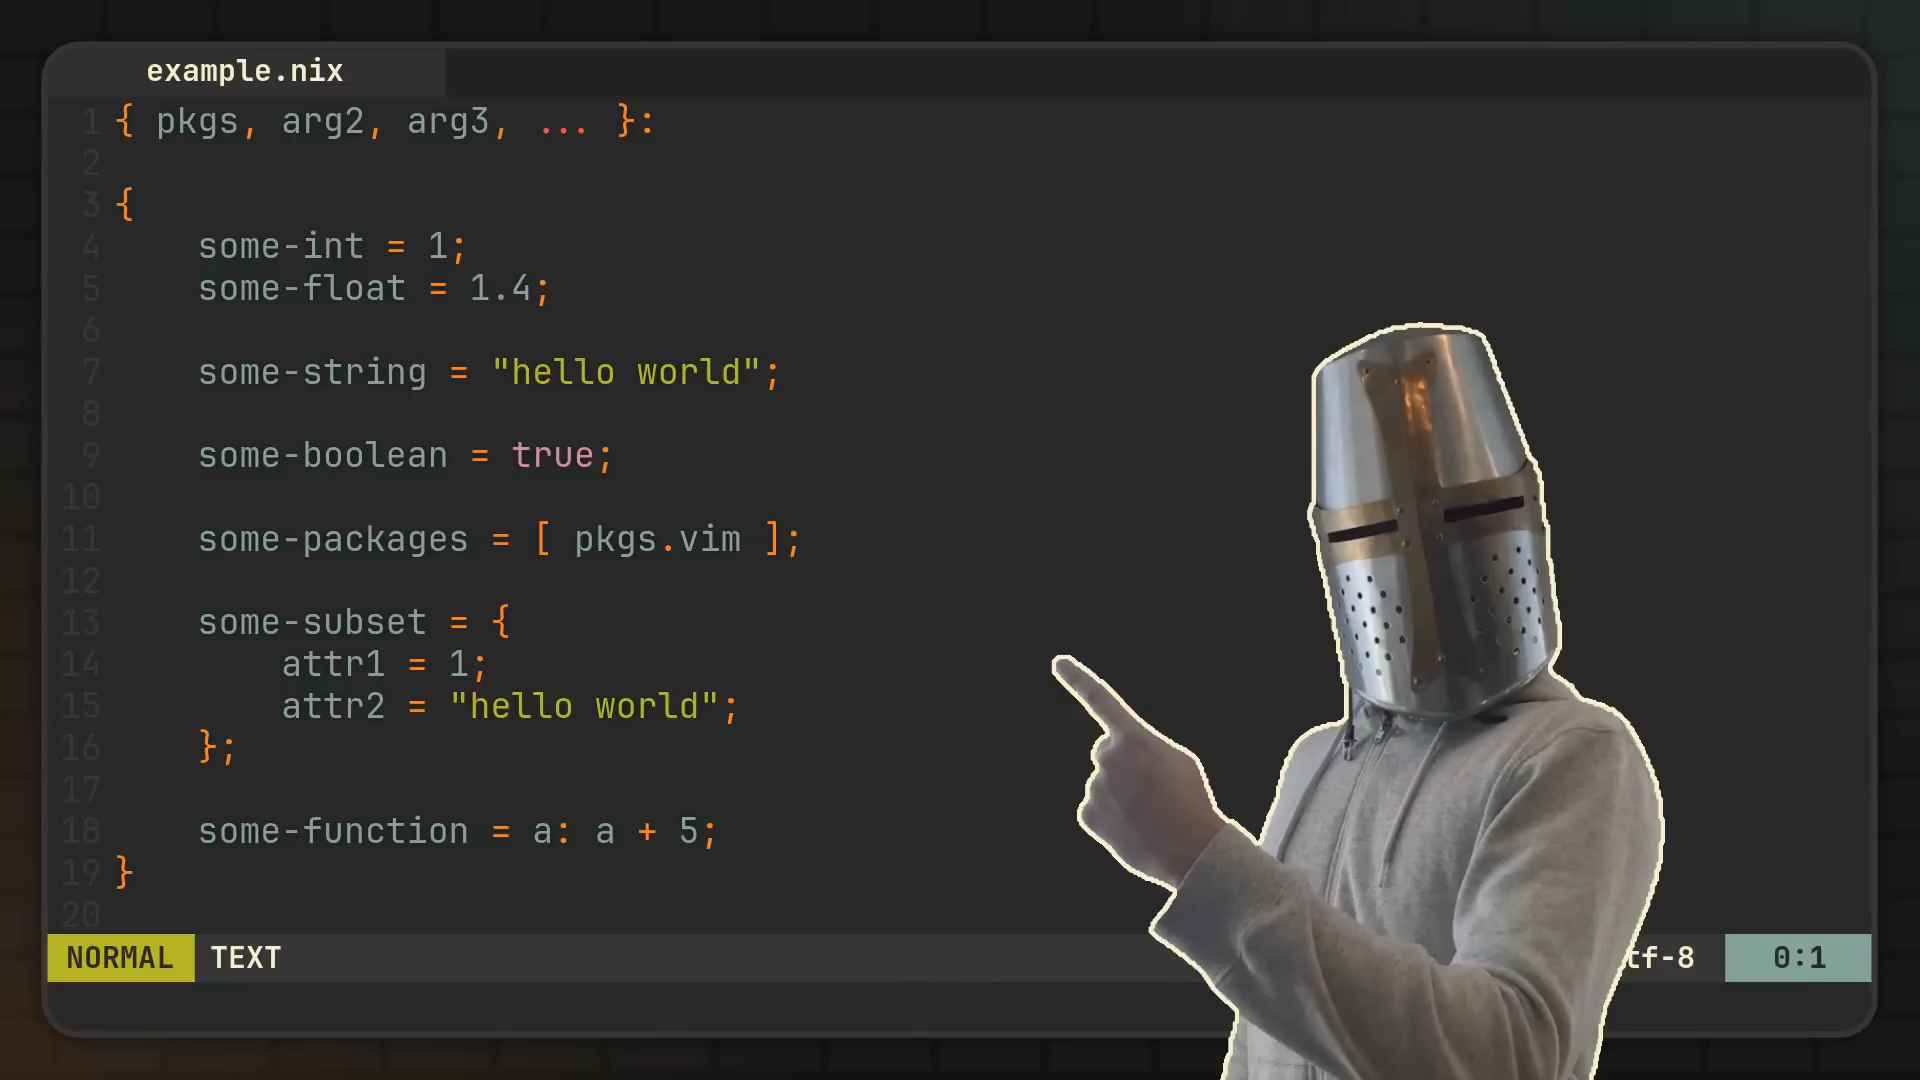 example.nix
1 { pkgs, arg2, arg3, ... }:
2
3 {
4 some-int = 1;
5 some-float = 1.4;
6
7 some-string = "hello world";
8
9 some-boolean = true;
10
11 some-packages = [ pkgs.vim ];
12
13 some-subset = {
14 attr1 = 1;
15 attr2 = "hello world";
16 };
17
18 some-function = a: a + 5;
19 }
20
NORMAL TEXT tf-8 0:1